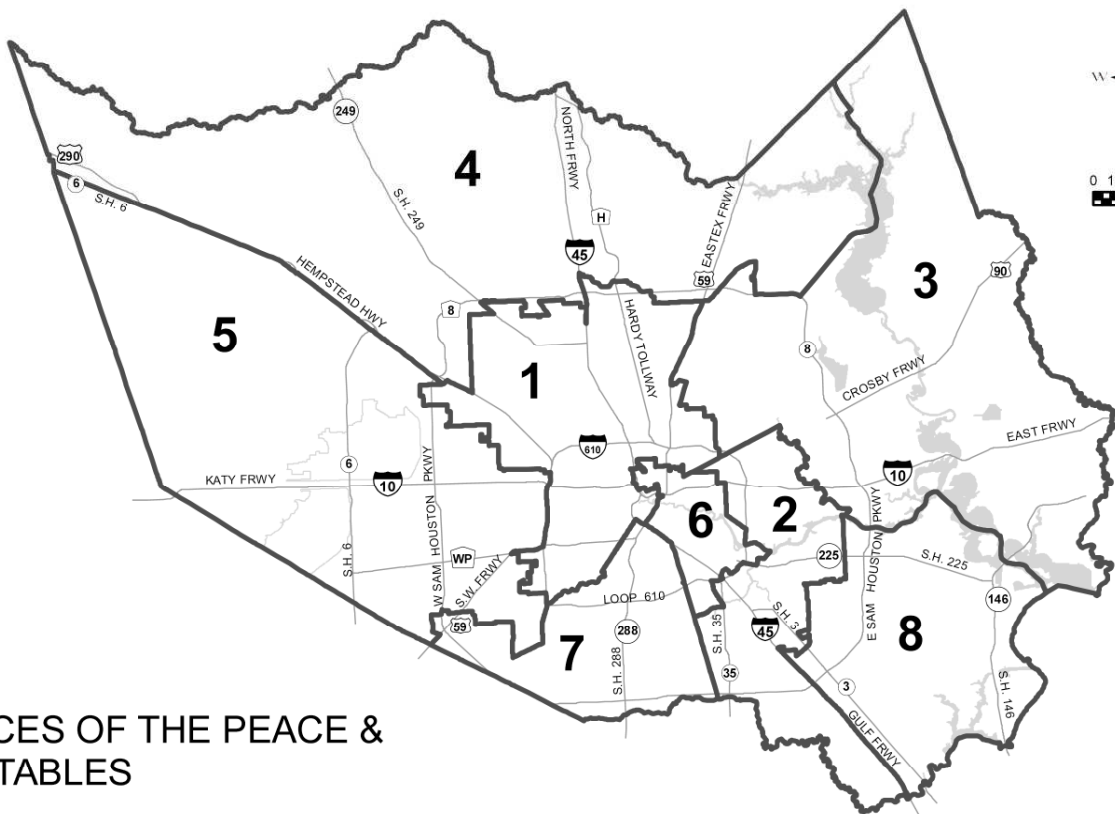 W
0 1
249
NORTH FRWY
290
6
S.H. 6
4
S.H. 249
H
EASTEX FRWY
45
59
3
90
HEMPSTEAD HWY
8
5
HARDY TOLLWAY
8
1
CROSBY FRWY
610
EAST FRWY
KATY FRWY
6
10
W SAM HOUSTON PKWY
10
E SAM HOUSTON PKWY
6
2
WP
225
S.H. 225
S.H. 6
S.W. FRWY
LOOP 610
146
59
S.H. 3
288
S.H. 35
45
8
7
S.H. 288
35
3
S.H. 146
GULF FRWY
CES OF THE PEACE &
TABLES